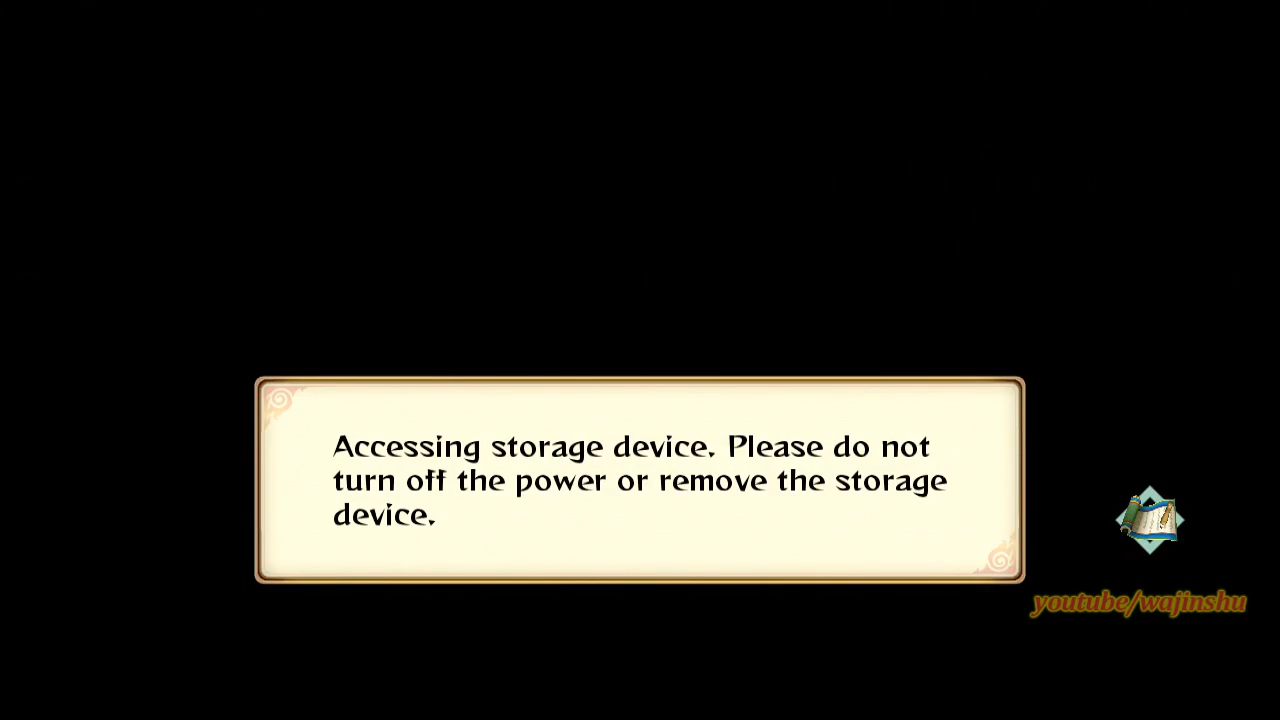 Accessing storage device. Please do not
turn off the power or remove the storage
device.
youtube/wajinshu